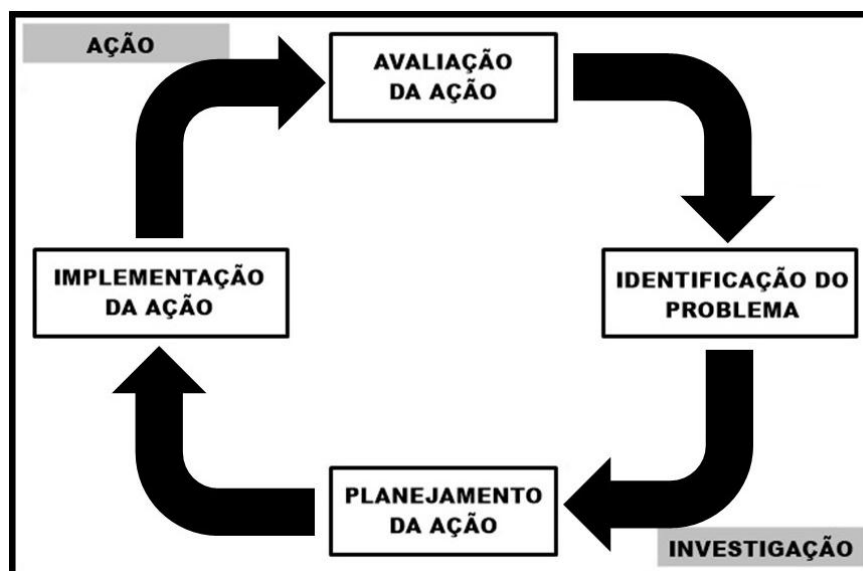 AÇÃO
AVALIAÇÃO
DA AÇÃO
IMPLEMENTAÇÃO
DA AÇÃO
IDENTIFICAÇÃO DO
PROBLEMA
PLANEJAMENTO
DA AÇÃO
INVESTIGAÇÃO